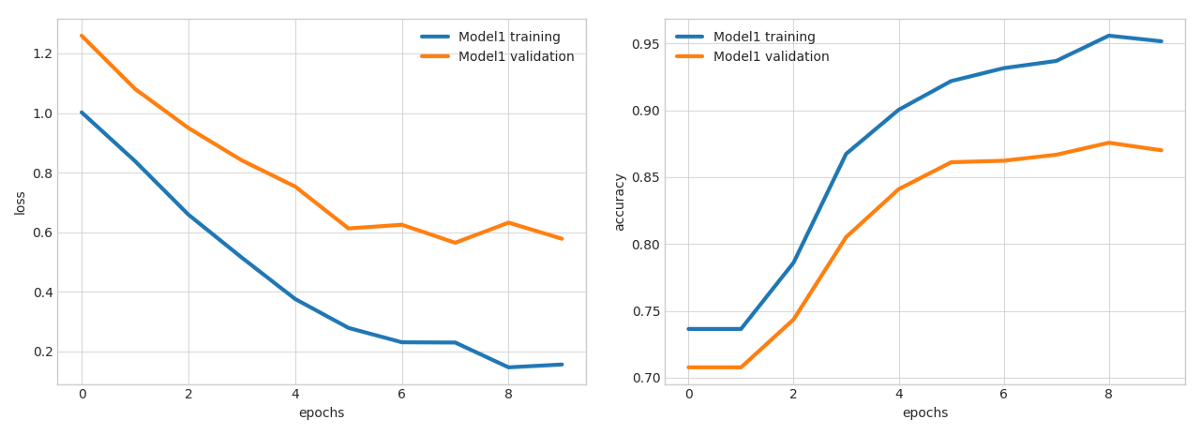 Model1 training
Model1 validation
1.2
1.0
0.8
0.6
0.4
0.2
loss
0 2 4 6 8
epochs
Model1 training
Model1 validation
0.95
0.90
0.85
0.80
0.75
0.70
accuracy
0 2 4 6 8
epochs